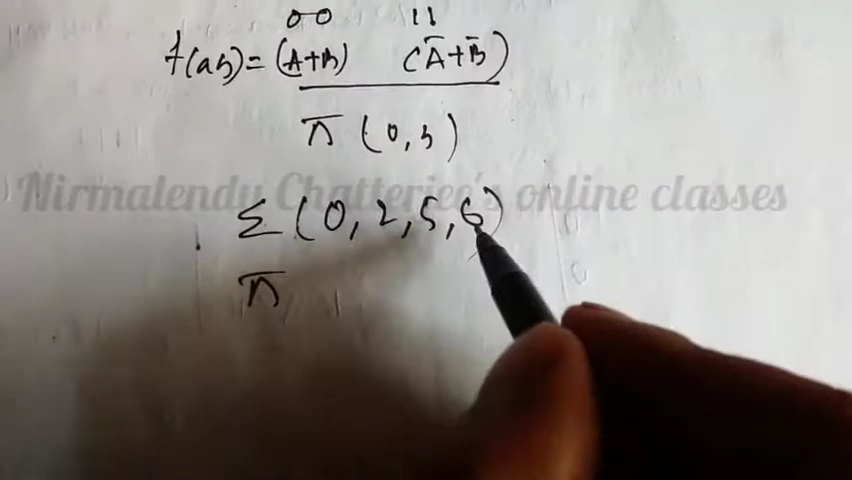 00 11
f(ab) = (A+B) (A̅+B̅)
π (0,3)
Nirmalendu Chatterjee's online classes
Σ (0,2,5,6)
π